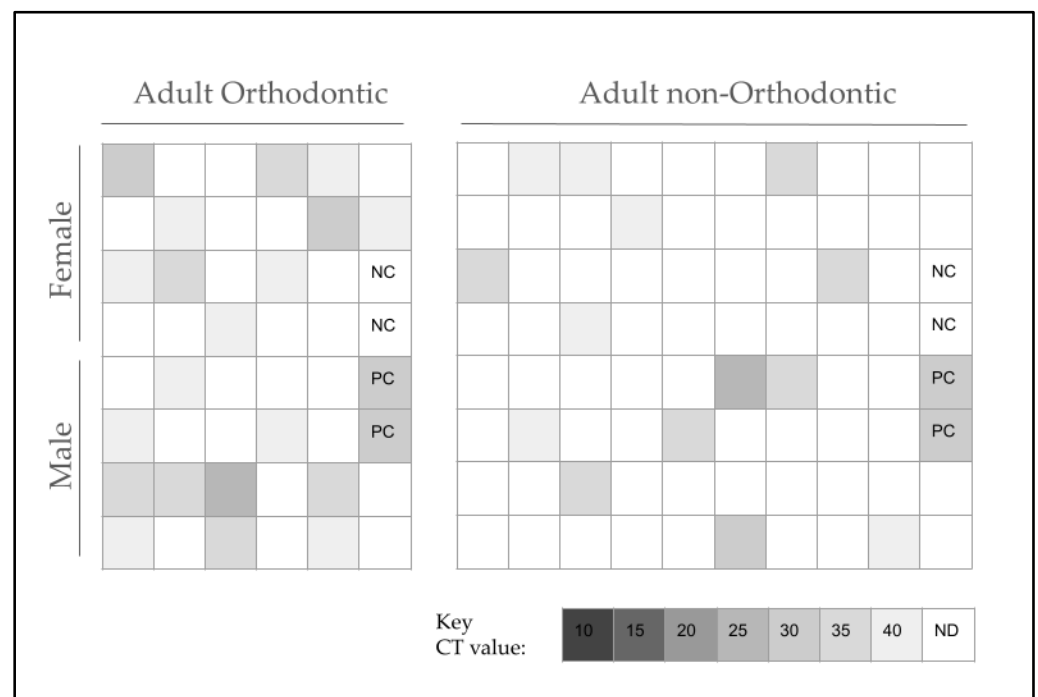 Adult Orthodontic
Adult non-Orthodontic
Female
Male
NC
NC
NC
NC
PC
PC
PC
PC
Key
CT value:
10 15 20 25 30 35 40 ND